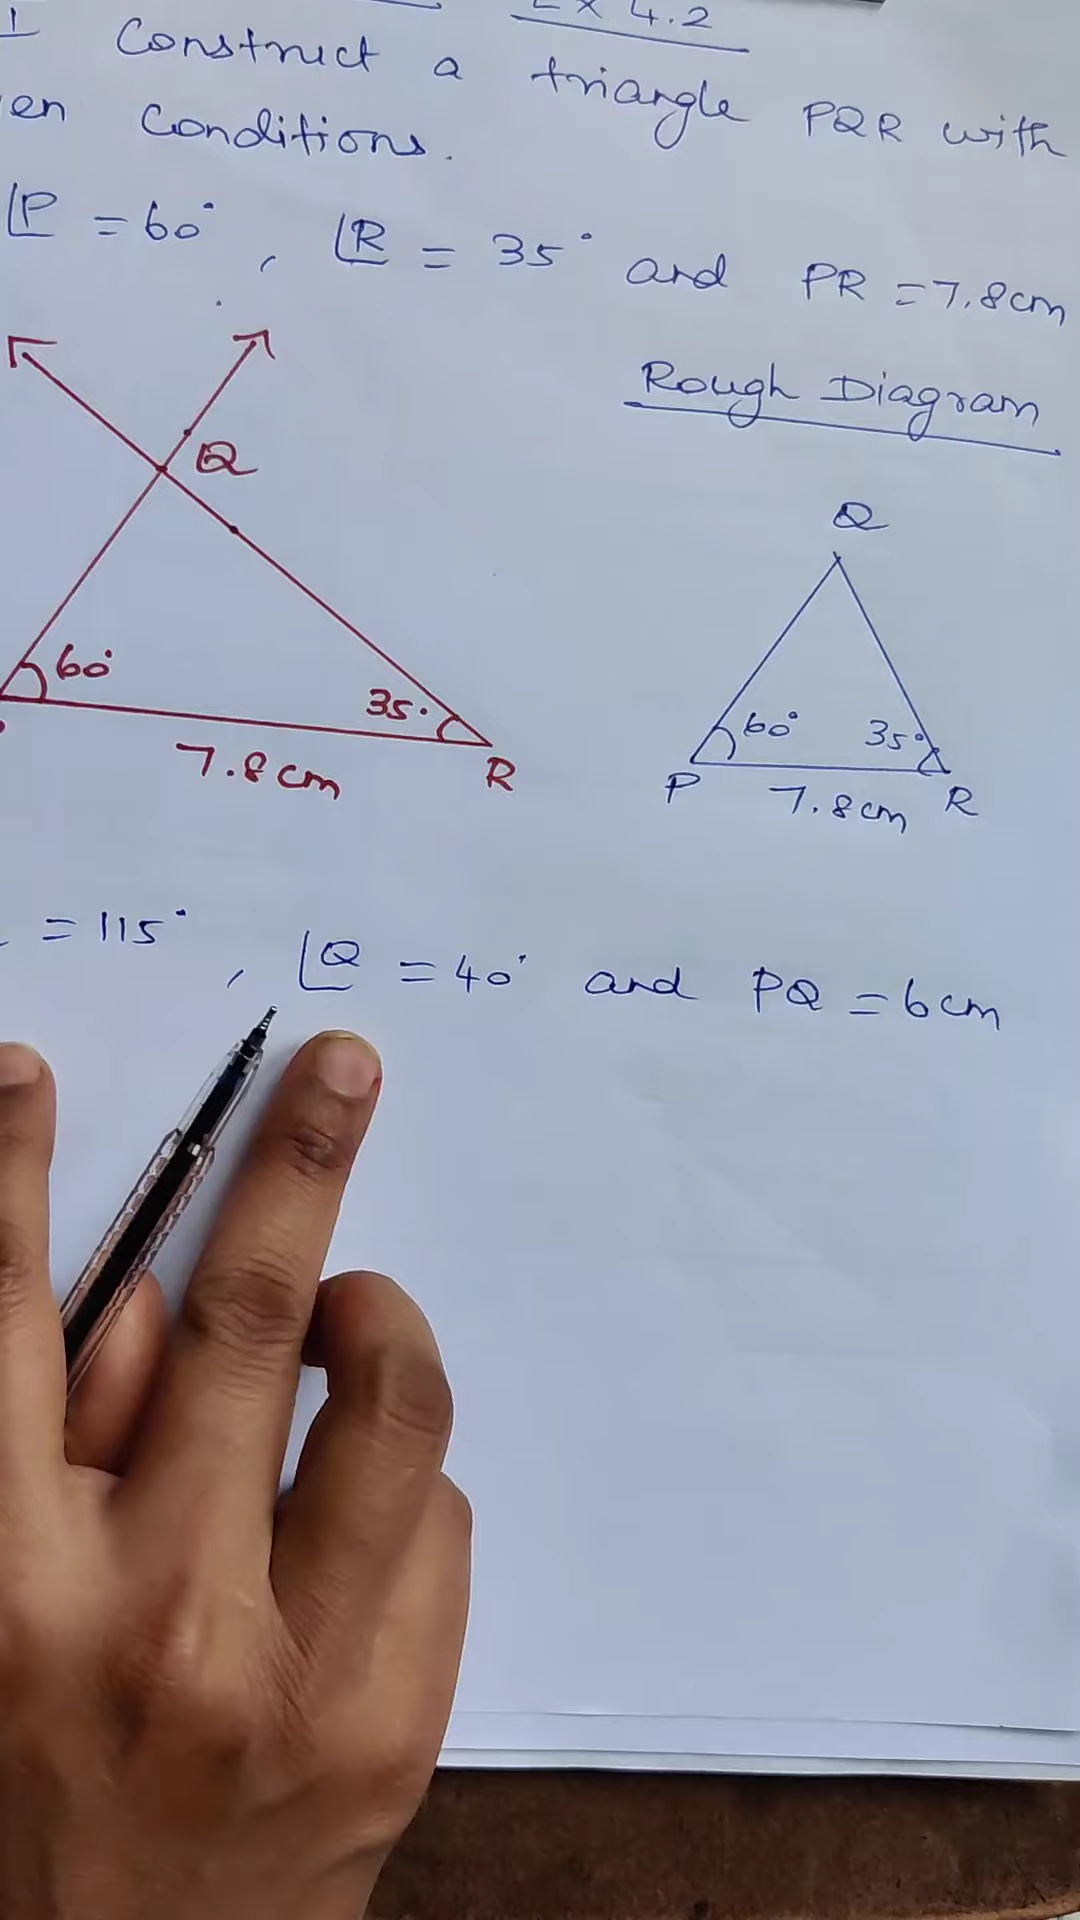 Ex 4.2
1 Construct a triangle PQR with
en Conditions.
∠P = 60°, ∠R = 35° and PR = 7.8cm
Rough Diagram
Q
Q
60°
35°
7.8cm
R
60°
35°
P
7.8cm
R
= 115°, ∠Q = 40° and PQ = 6cm